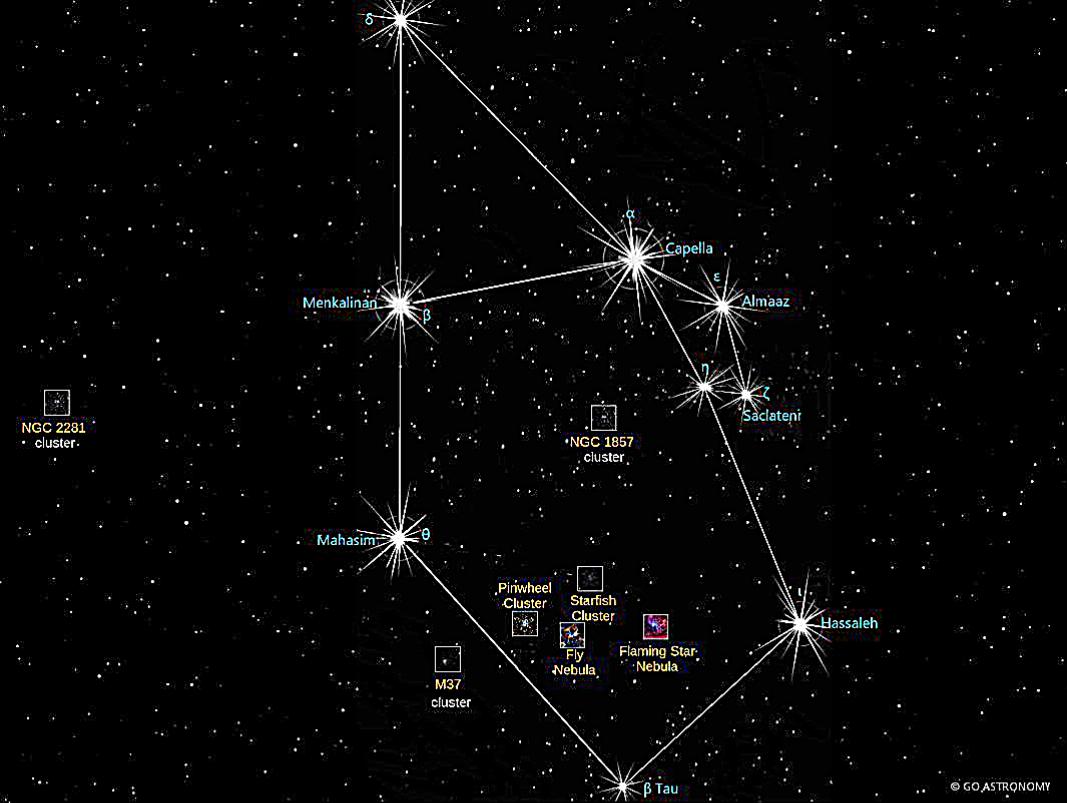 δ
α
Capella
ε
Almaaz
Menkalinan
β
η
ζ
Saclateni
NGC 2281
cluster
NGC 1857
cluster
Mahasim
θ
Pinwheel
Cluster
Starfish
Cluster
ι
Hassaleh
Fly
Nebula
Flaming Star
Nebula
M37
cluster
β Tau
© GO ASTRONOMY